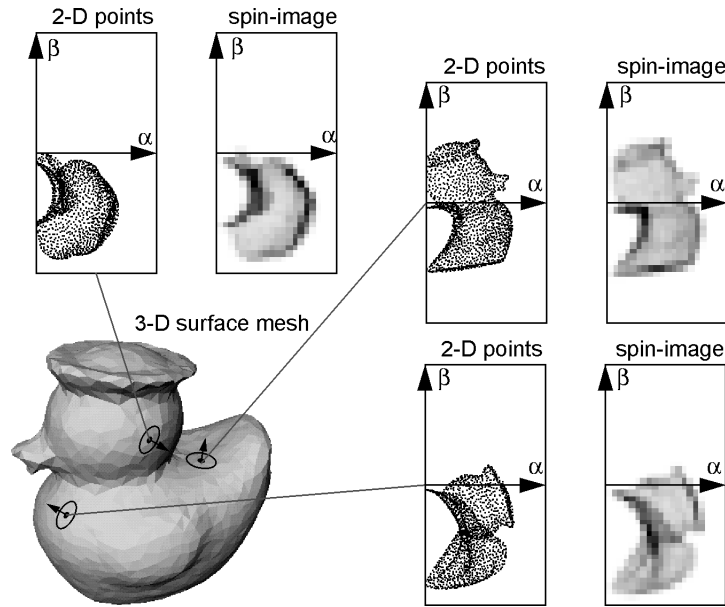 2-D points spin-image
β
α α
2-D points spin-image
β
α α
3-D surface mesh
2-D points spin-image
β
α α